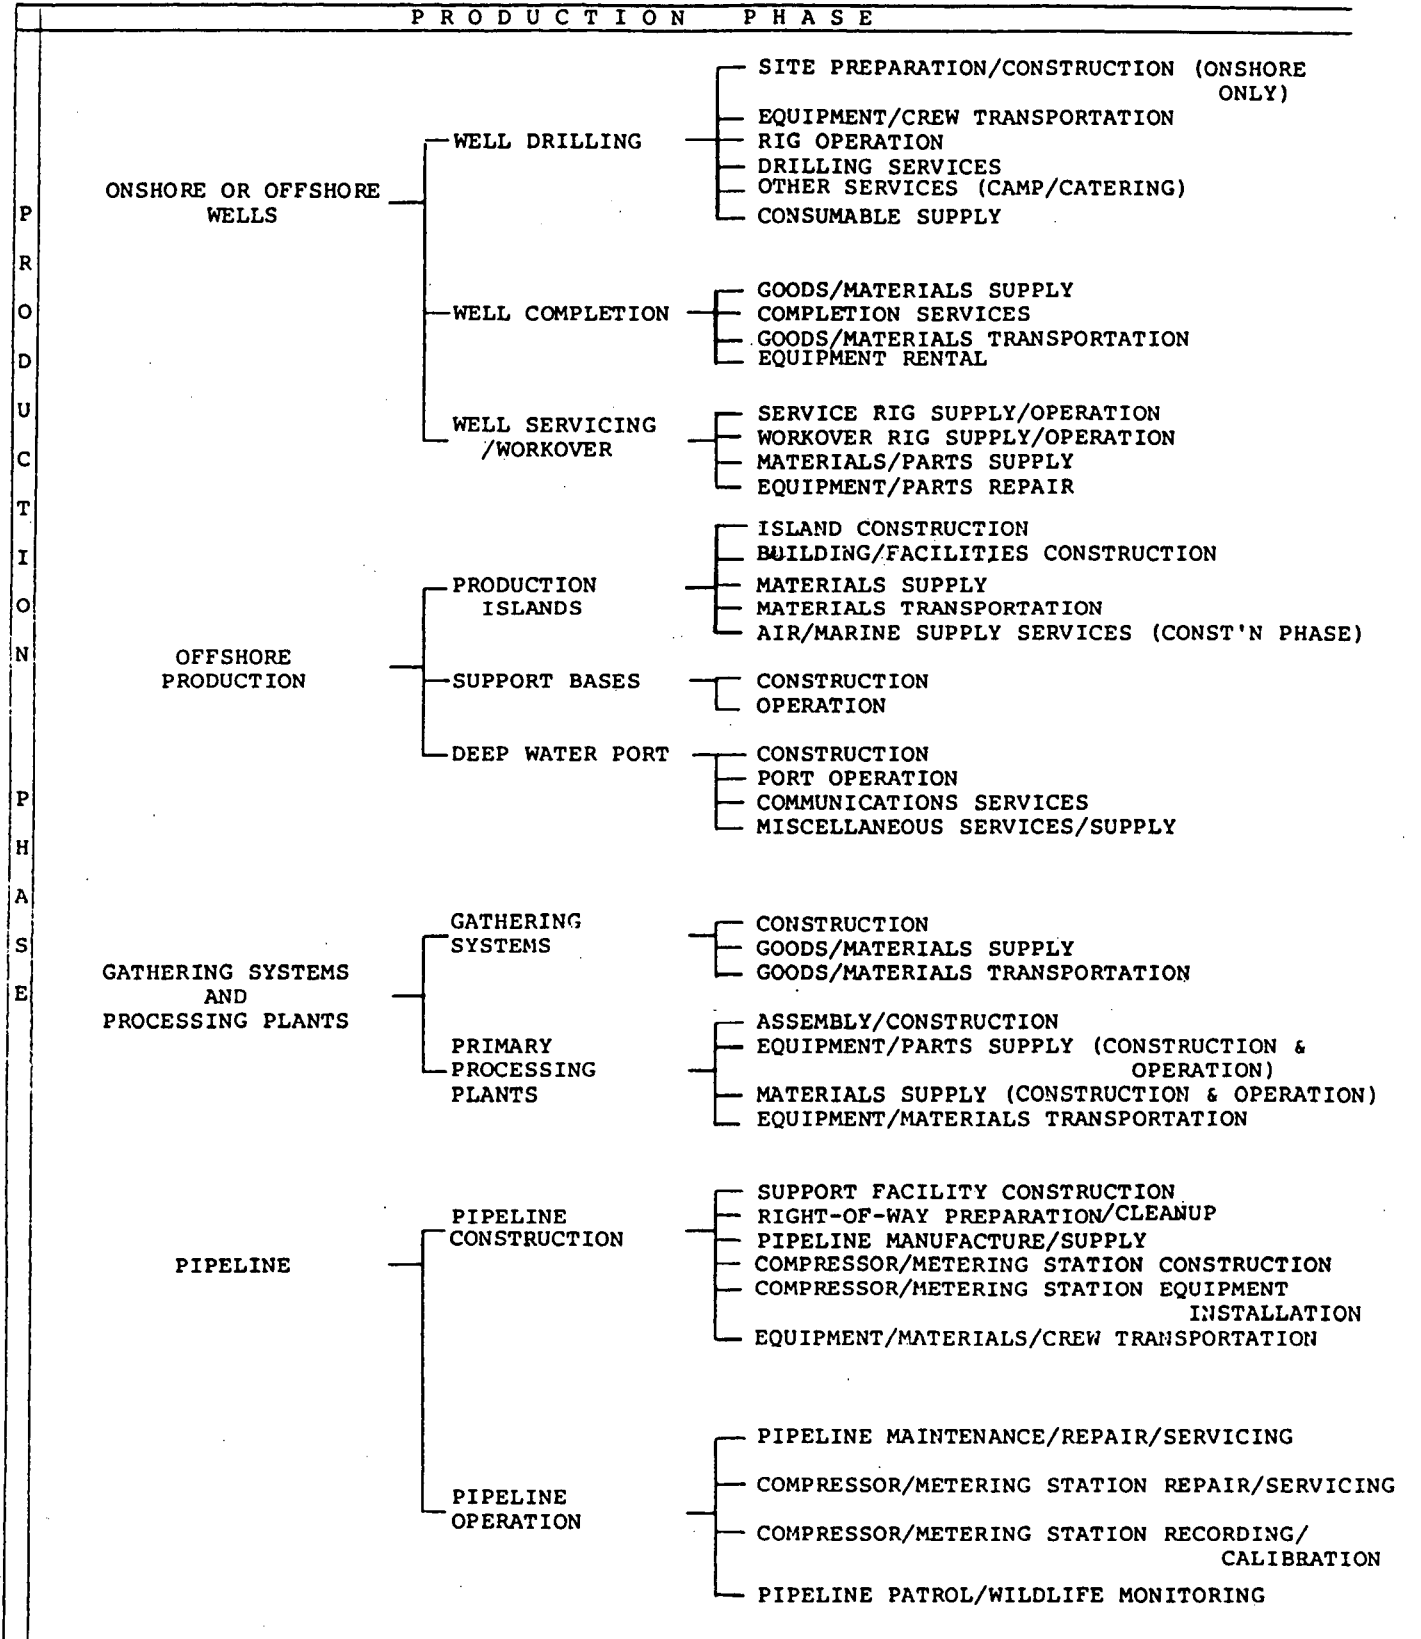 PRODUCTION PHASE
PRODUCTION PHASE
ONSHORE OR OFFSHORE
WELLS
WELL DRILLING
SITE PREPARATION/CONSTRUCTION (ONSHORE
ONLY)
EQUIPMENT/CREW TRANSPORTATION
RIG OPERATION
DRILLING SERVICES
OTHER SERVICES (CAMP/CATERING)
CONSUMABLE SUPPLY
WELL COMPLETION
GOODS/MATERIALS SUPPLY
COMPLETION SERVICES
GOODS/MATERIALS TRANSPORTATION
EQUIPMENT RENTAL
WELL SERVICING
/WORKOVER
SERVICE RIG SUPPLY/OPERATION
WORKOVER RIG SUPPLY/OPERATION
MATERIALS/PARTS SUPPLY
EQUIPMENT/PARTS REPAIR
OFFSHORE
PRODUCTION
PRODUCTION
ISLANDS
ISLAND CONSTRUCTION
BUILDING/FACILITIES CONSTRUCTION
MATERIALS SUPPLY
MATERIALS TRANSPORTATION
AIR/MARINE SUPPLY SERVICES (CONST'N PHASE)
SUPPORT BASES
CONSTRUCTION
OPERATION
DEEP WATER PORT
CONSTRUCTION
PORT OPERATION
COMMUNICATIONS SERVICES
MISCELLANEOUS SERVICES/SUPPLY
GATHERING SYSTEMS
AND
PROCESSING PLANTS
GATHERING
SYSTEMS
CONSTRUCTION
GOODS/MATERIALS SUPPLY
GOODS/MATERIALS TRANSPORTATION
PRIMARY
PROCESSING
PLANTS
ASSEMBLY/CONSTRUCTION
EQUIPMENT/PARTS SUPPLY (CONSTRUCTION &
OPERATION)
MATERIALS SUPPLY (CONSTRUCTION & OPERATION)
EQUIPMENT/MATERIALS TRANSPORTATION
PIPELINE
PIPELINE
CONSTRUCTION
SUPPORT FACILITY CONSTRUCTION
RIGHT-OF-WAY PREPARATION/CLEANUP
PIPELINE MANUFACTURE/SUPPLY
COMPRESSOR/METERING STATION CONSTRUCTION
COMPRESSOR/METERING STATION EQUIPMENT
INSTALLATION
EQUIPMENT/MATERIALS/CREW TRANSPORTATION
PIPELINE
OPERATION
PIPELINE MAINTENANCE/REPAIR/SERVICING
COMPRESSOR/METERING STATION REPAIR/SERVICING
COMPRESSOR/METERING STATION RECORDING/
CALIBRATION
PIPELINE PATROL/WILDLIFE MONITORING